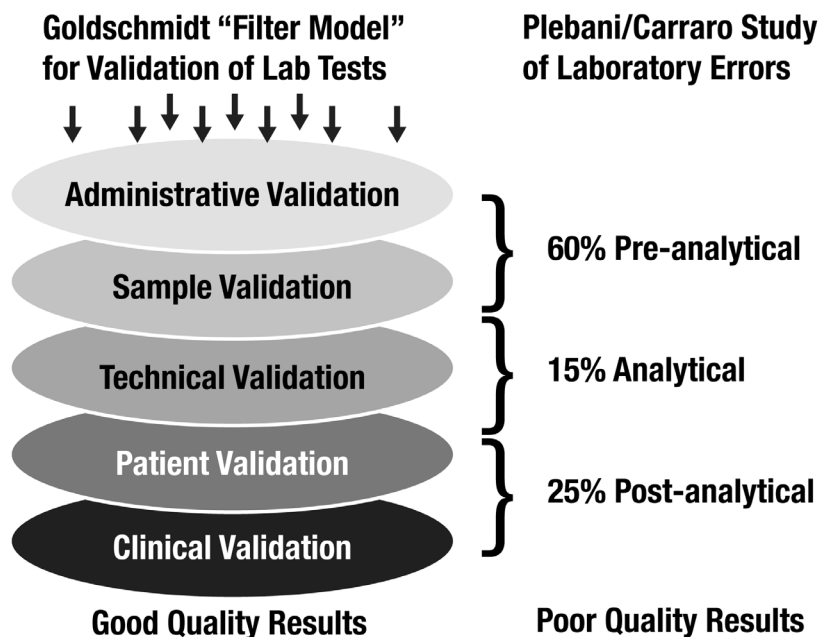 Goldschmidt “Filter Model”
for Validation of Lab Tests
Plebani/Carraro Study
of Laboratory Errors
Administrative Validation
Sample Validation
60% Pre-analytical
Technical Validation
15% Analytical
Patient Validation
Clinical Validation
25% Post-analytical
Good Quality Results
Poor Quality Results